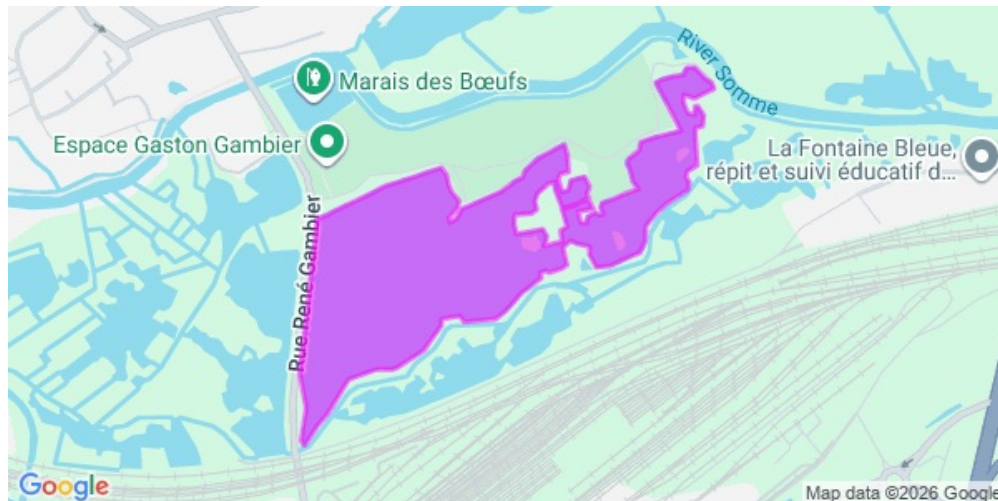 River Somme
Marais des Bœufs
Espace Gaston Gambier
La Fontaine Bleue,
répit et suivi éducatif d...
Rue René Gambier
Google
Map data ©2026 Google